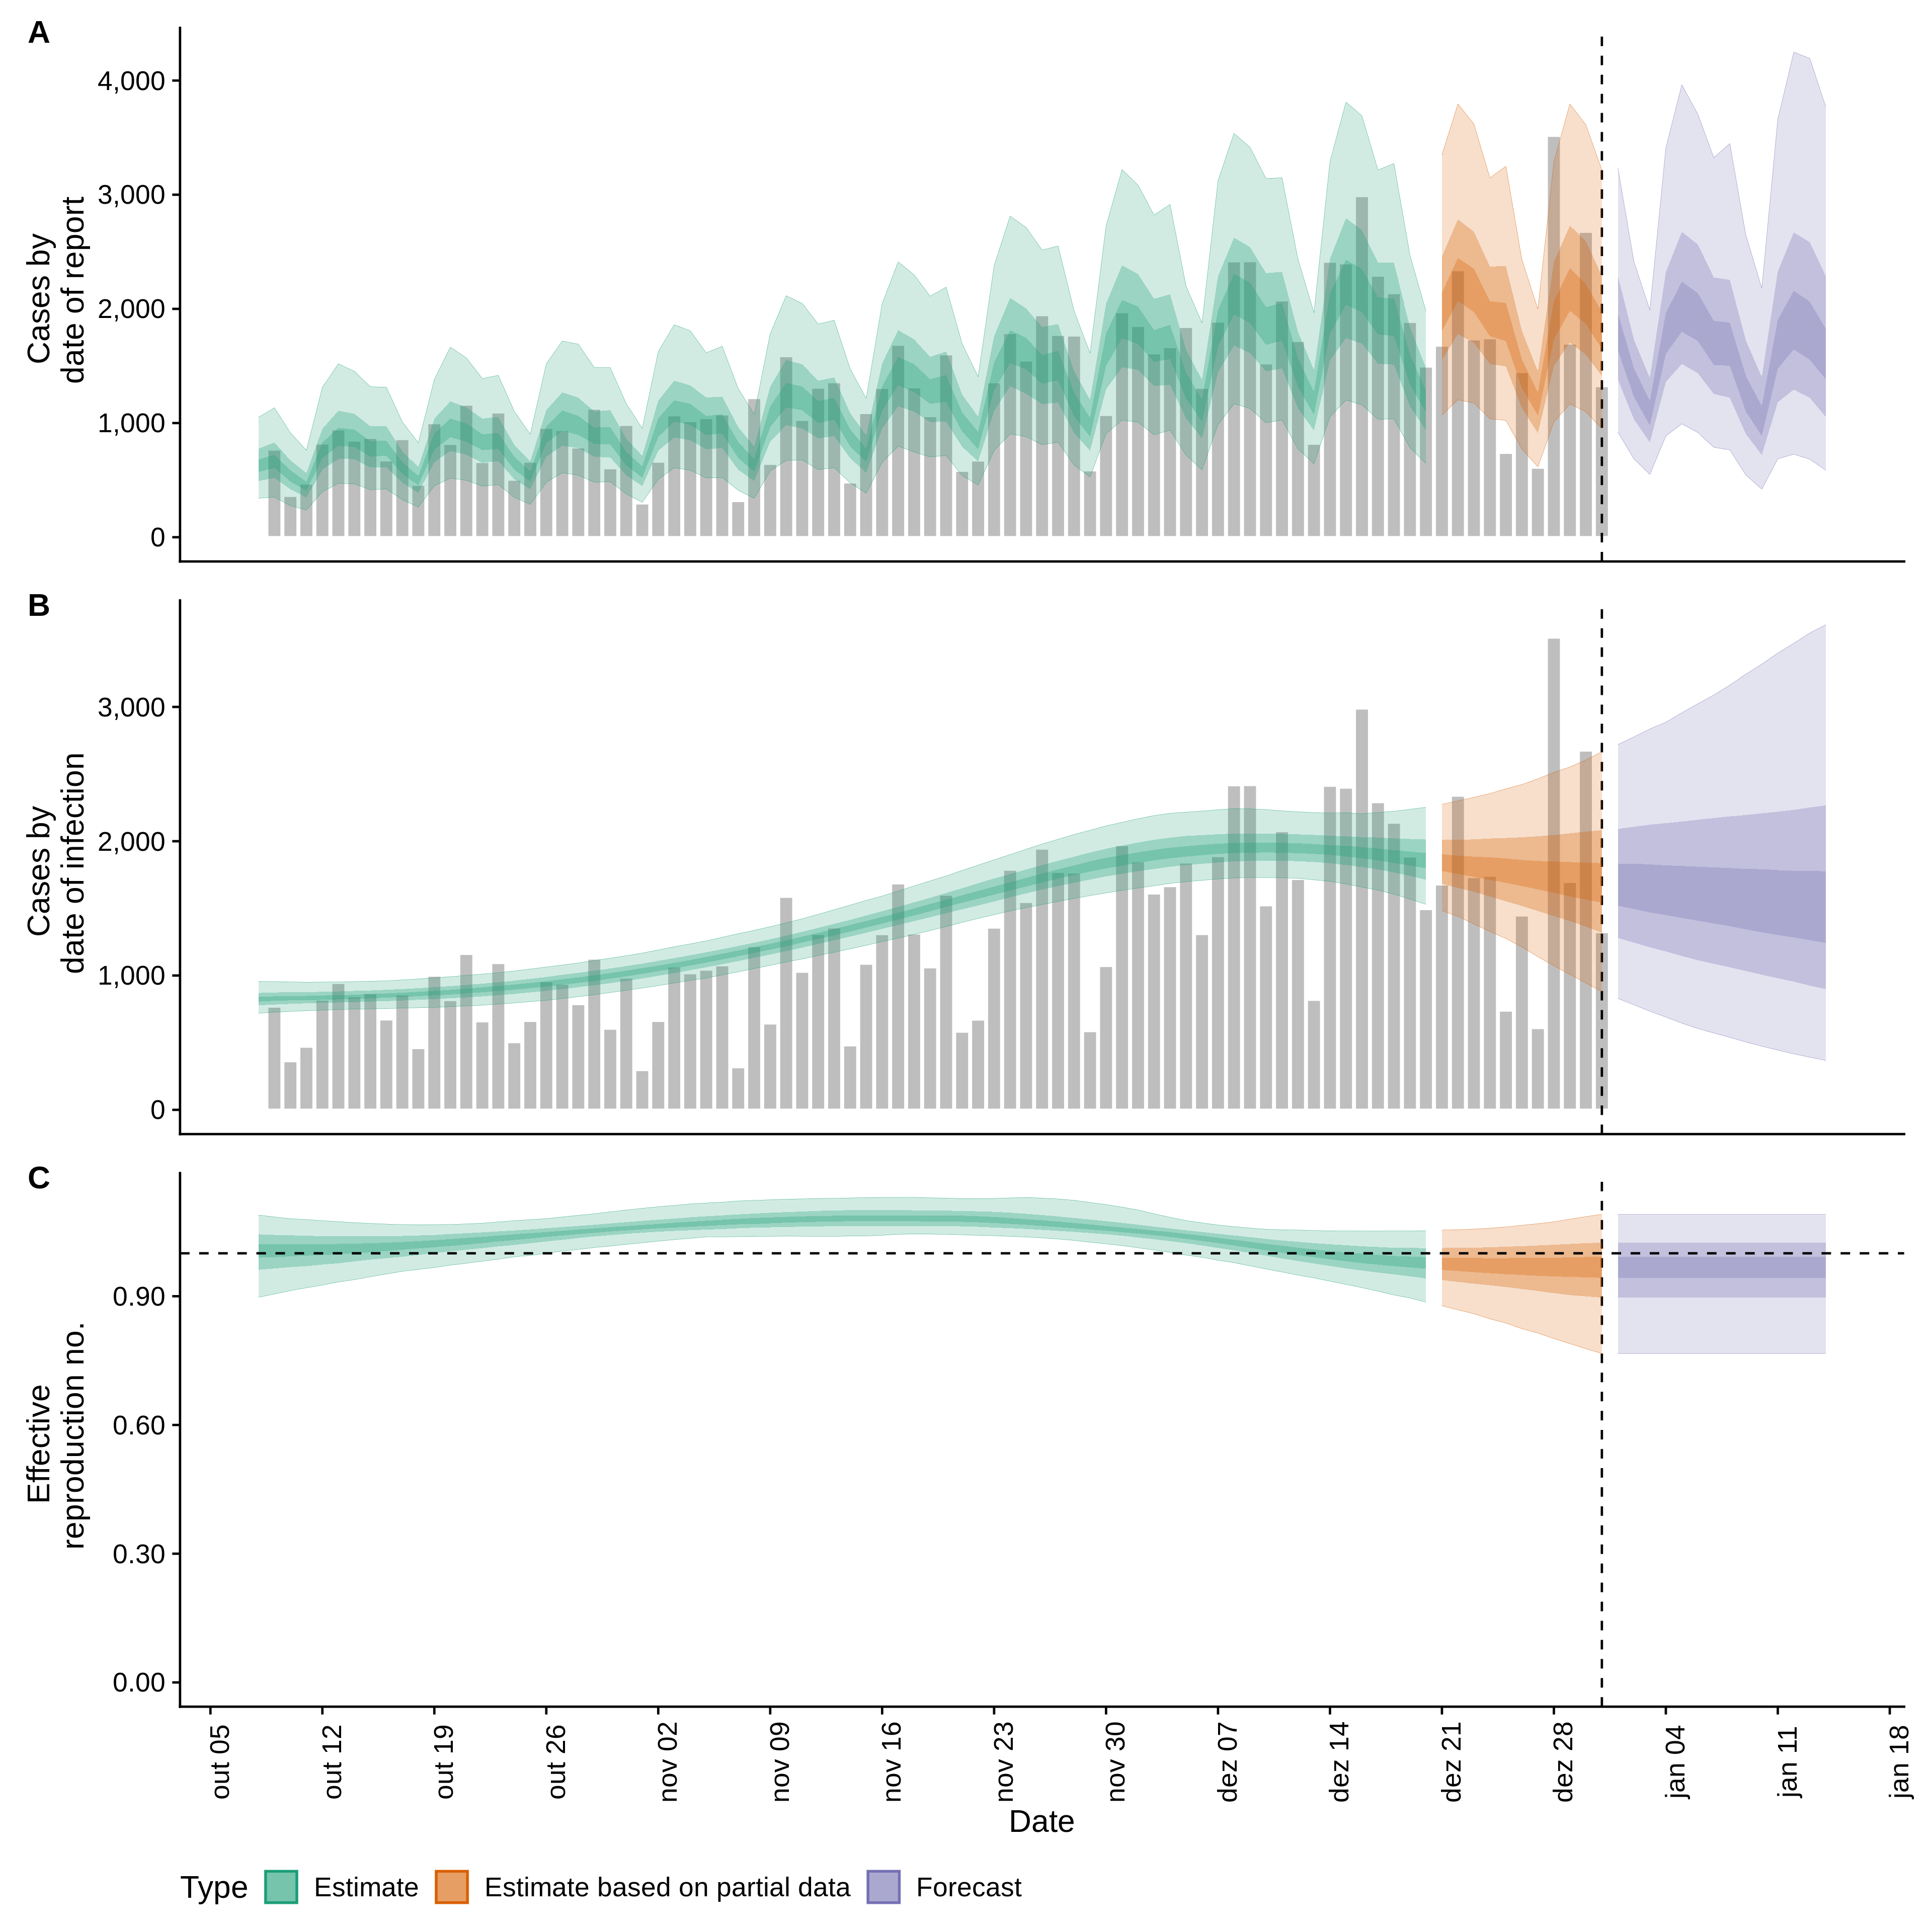 A
Cases by
date of report
4,000
3,000
2,000
1,000
0
B
Cases by
date of infection
3,000
2,000
1,000
0
C
Effective
reproduction no.
0.90
0.60
0.30
0.00
out 05
out 12
out 19
out 26
nov 02
nov 09
nov 16
nov 23
nov 30
dez 07
dez 14
dez 21
dez 28
jan 04
jan 11
jan 18
Date
Type Estimate Estimate based on partial data Forecast